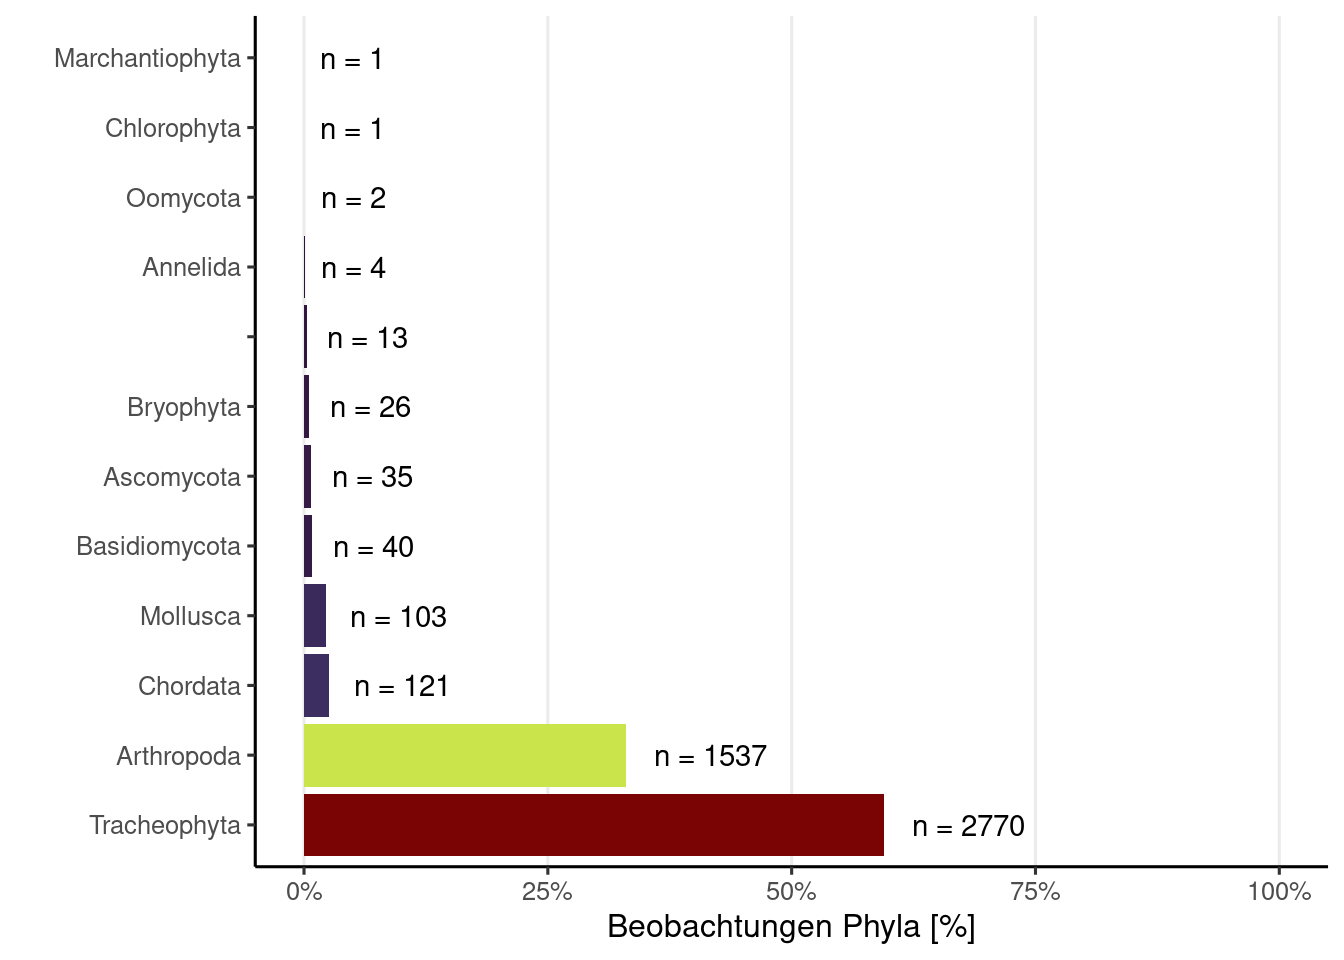 Marchantiophyta n = 1
Chlorophyta n = 1
Oomycota n = 2
Annelida n = 4
n = 13
Bryophyta n = 26
Ascomycota n = 35
Basidiomycota n = 40
Mollusca n = 103
Chordata n = 121
Arthropoda n = 1537
Tracheophyta n = 2770
0% 25% 50% 75% 100%
Beobachtungen Phyla [%]